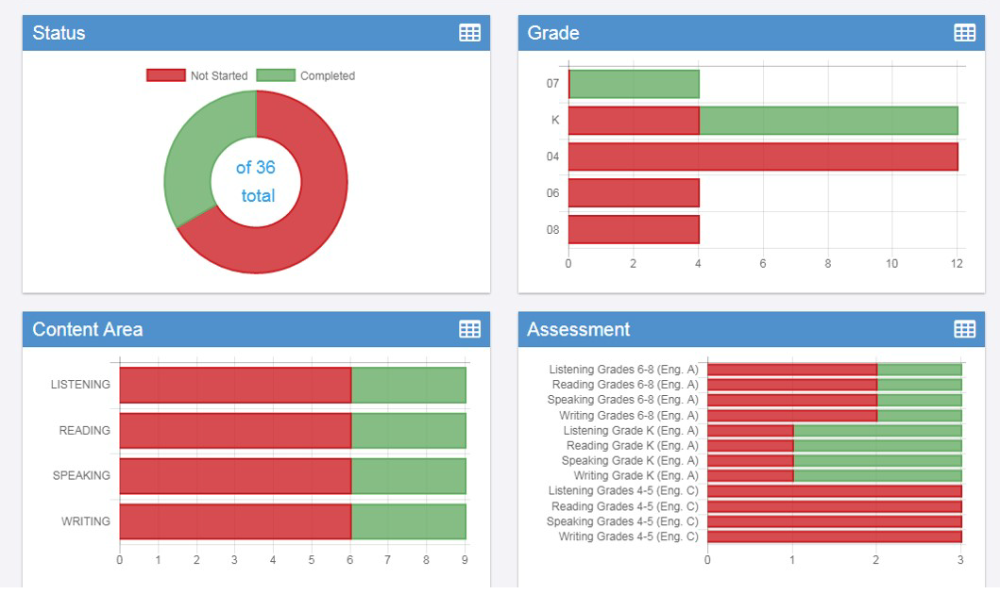 Status
Not Started Completed
of 36
total
Grade
07
K
04
06
08
0 2 4 6 8 10 12
Content Area
LISTENING
READING
SPEAKING
WRITING
0 1 2 3 4 5 6 7 8 9
Assessment
Listening Grades 6-8 (Eng. A)
Reading Grades 6-8 (Eng. A)
Speaking Grades 6-8 (Eng. A)
Writing Grades 6-8 (Eng. A)
Listening Grade K (Eng. A)
Reading Grade K (Eng. A)
Speaking Grade K (Eng. A)
Writing Grade K (Eng. A)
Listening Grades 4-5 (Eng. C)
Reading Grades 4-5 (Eng. C)
Speaking Grades 4-5 (Eng. C)
Writing Grades 4-5 (Eng. C)
0 1 2 3